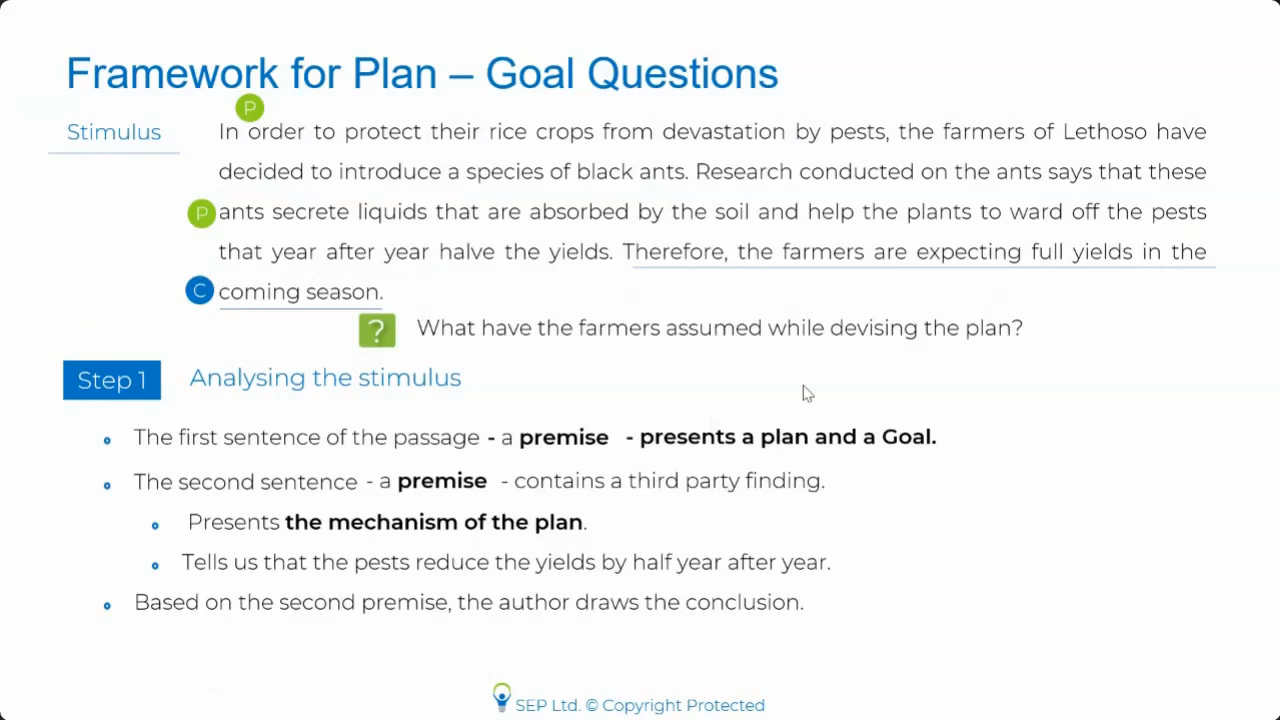 Framework for Plan – Goal Questions
P
Stimulus
In order to protect their rice crops from devastation by pests, the farmers of Lethoso have
decided to introduce a species of black ants. Research conducted on the ants says that these
P
ants secrete liquids that are absorbed by the soil and help the plants to ward off the pests
that year after year halve the yields. Therefore, the farmers are expecting full yields in the
C
coming season.
?
What have the farmers assumed while devising the plan?
Step 1
Analysing the stimulus
The first sentence of the passage - a premise - presents a plan and a Goal.
The second sentence - a premise - contains a third party finding.
Presents the mechanism of the plan.
Tells us that the pests reduce the yields by half year after year.
Based on the second premise, the author draws the conclusion.
SEP Ltd. © Copyright Protected